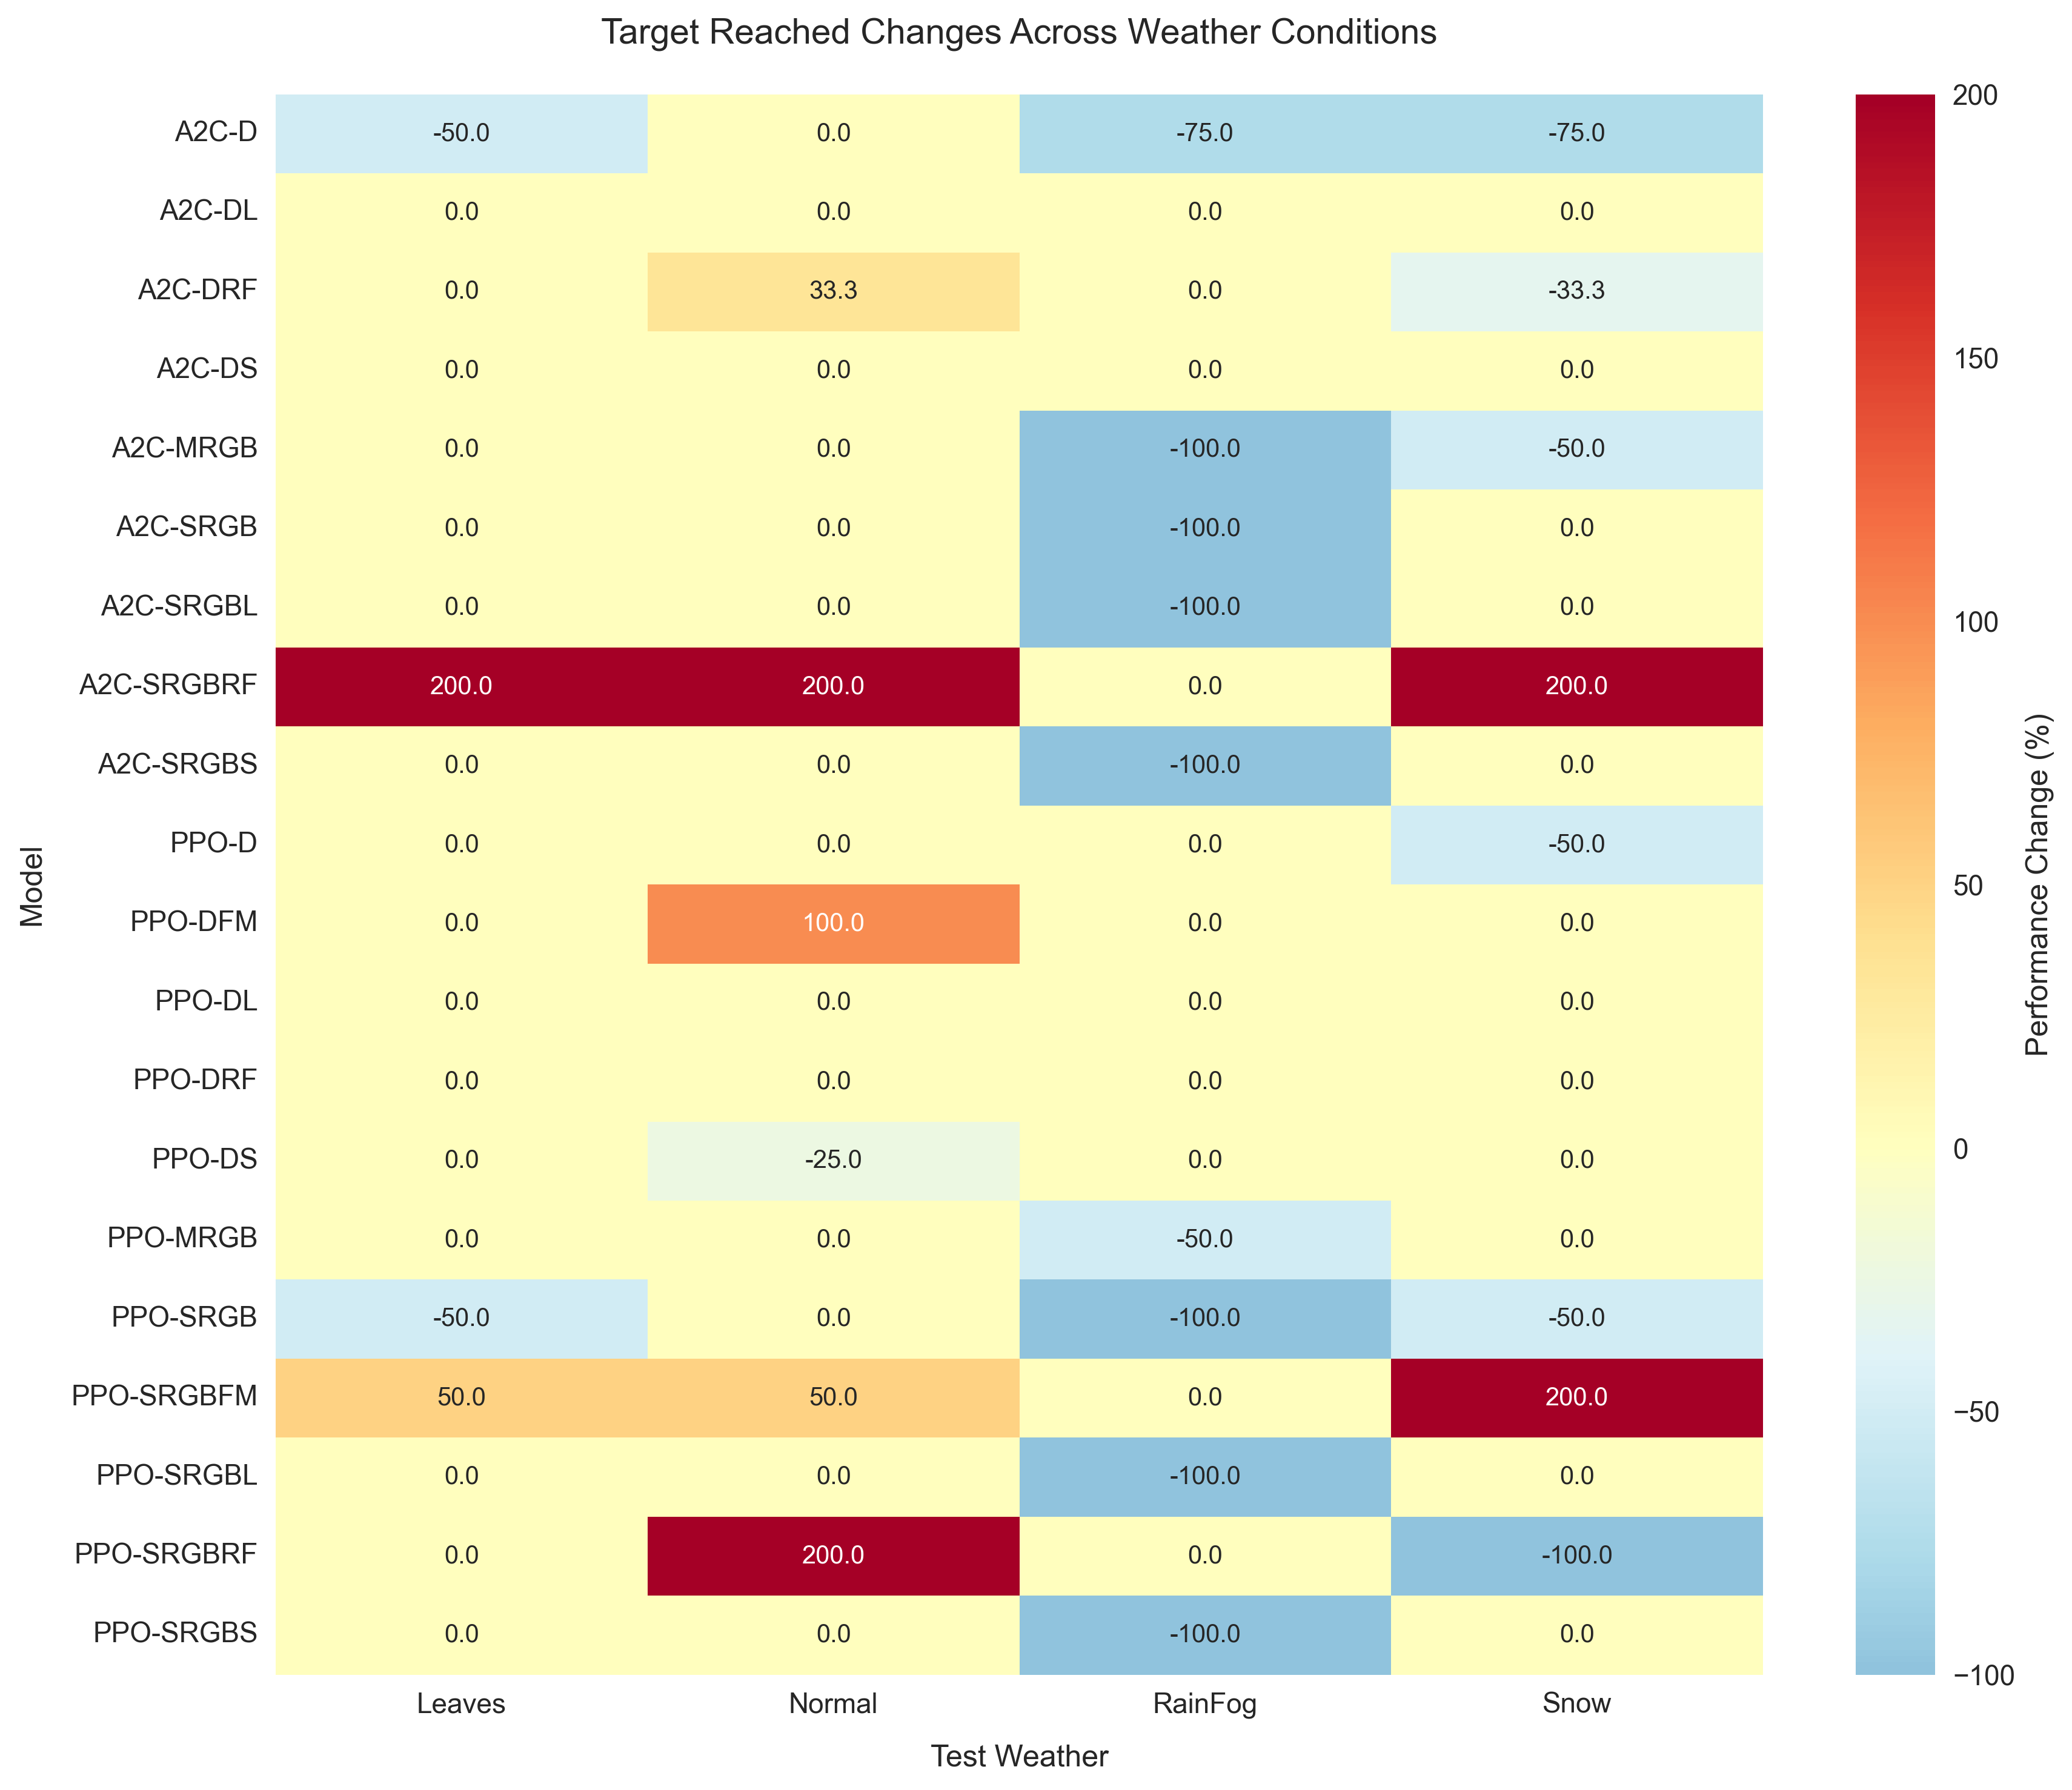 Target Reached Changes Across Weather Conditions
A2C-D -50.0 0.0 -75.0 -75.0
A2C-DL 0.0 0.0 0.0 0.0
A2C-DRF 0.0 33.3 0.0 -33.3
A2C-DS 0.0 0.0 0.0 0.0
A2C-MRGB 0.0 0.0 -100.0 -50.0
A2C-SRGB 0.0 0.0 -100.0 0.0
A2C-SRGBL 0.0 0.0 -100.0 0.0
A2C-SRGBRF 200.0 200.0 0.0 200.0
A2C-SRGBS 0.0 0.0 -100.0 0.0
PPO-D 0.0 0.0 0.0 -50.0
PPO-DFM 0.0 100.0 0.0 0.0
PPO-DL 0.0 0.0 0.0 0.0
PPO-DRF 0.0 0.0 0.0 0.0
PPO-DS 0.0 -25.0 0.0 0.0
PPO-MRGB 0.0 0.0 -50.0 0.0
PPO-SRGB -50.0 0.0 -100.0 -50.0
PPO-SRGBFM 50.0 50.0 0.0 200.0
PPO-SRGBL 0.0 0.0 -100.0 0.0
PPO-SRGBRF 0.0 200.0 0.0 -100.0
PPO-SRGBS 0.0 0.0 -100.0 0.0
Leaves Normal RainFog Snow
Test Weather
Model
200
150
100
50
0
−50
−100
Performance Change (%)